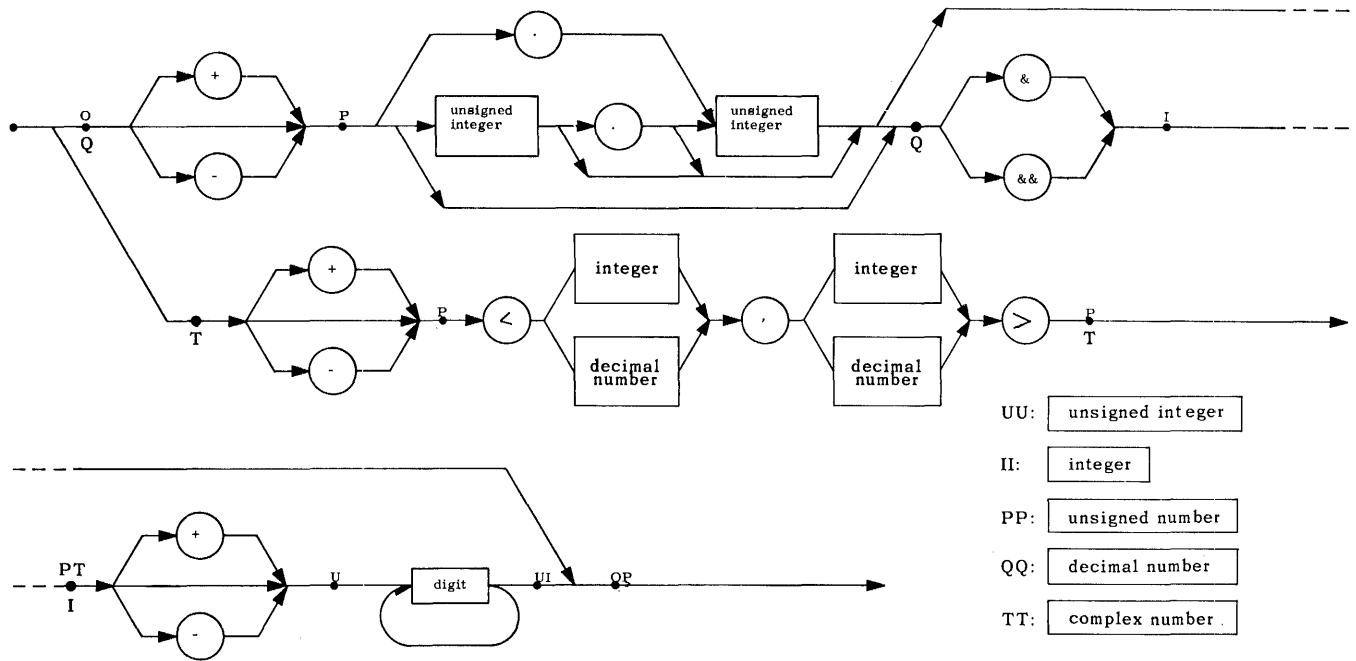 .
+
O
Q
-
P
unsigned
integer
.
unsigned
integer
Q
&
&&
I
T
+
-
P
<
integer
decimal
number
,
integer
decimal
number
>
P
T
UU: unsigned integer
II: integer
PP: unsigned number
QQ: decimal number
TT: complex number
PT
I
+
-
U
digit
UI
QP